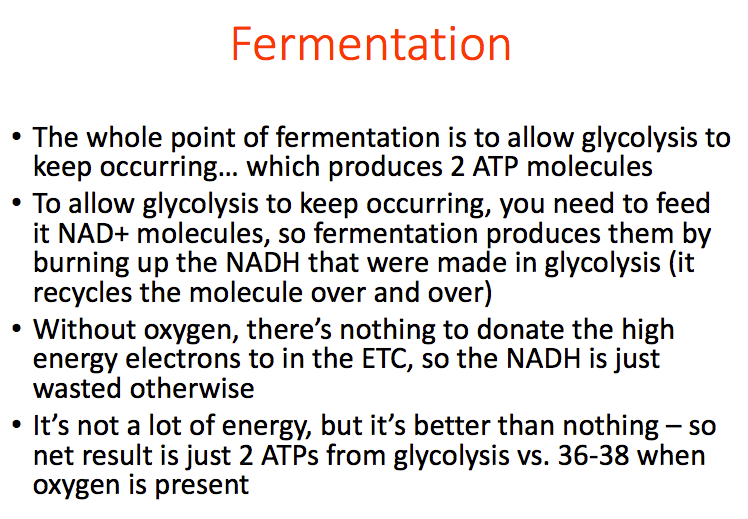 Fermentation
• The whole point of fermentation is to allow glycolysis to
keep occurring… which produces 2 ATP molecules
• To allow glycolysis to keep occurring, you need to feed
it NAD+ molecules, so fermentation produces them by
burning up the NADH that were made in glycolysis (it
recycles the molecule over and over)
• Without oxygen, there’s nothing to donate the high
energy electrons to in the ETC, so the NADH is just
wasted otherwise
• It’s not a lot of energy, but it’s better than nothing – so
net result is just 2 ATPs from glycolysis vs. 36-38 when
oxygen is present